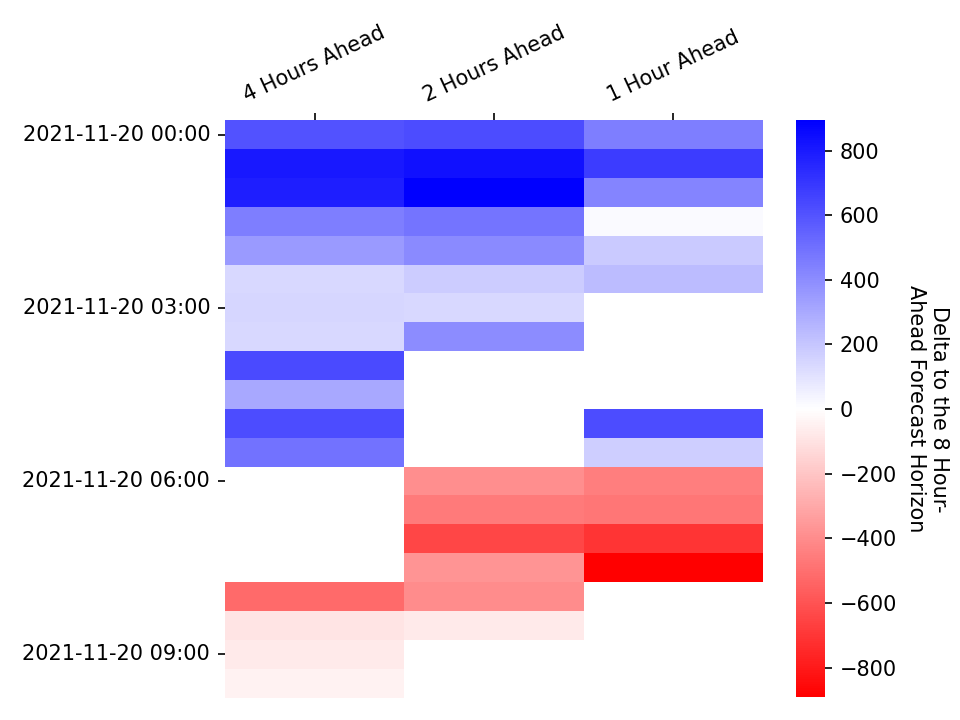 4 Hours Ahead
2 Hours Ahead
1 Hour Ahead
2021-11-20 00:00
2021-11-20 03:00
2021-11-20 06:00
2021-11-20 09:00
800
600
400
200
0
−200
−400
−600
−800
Delta to the 8 Hour-
Ahead Forecast Horizon